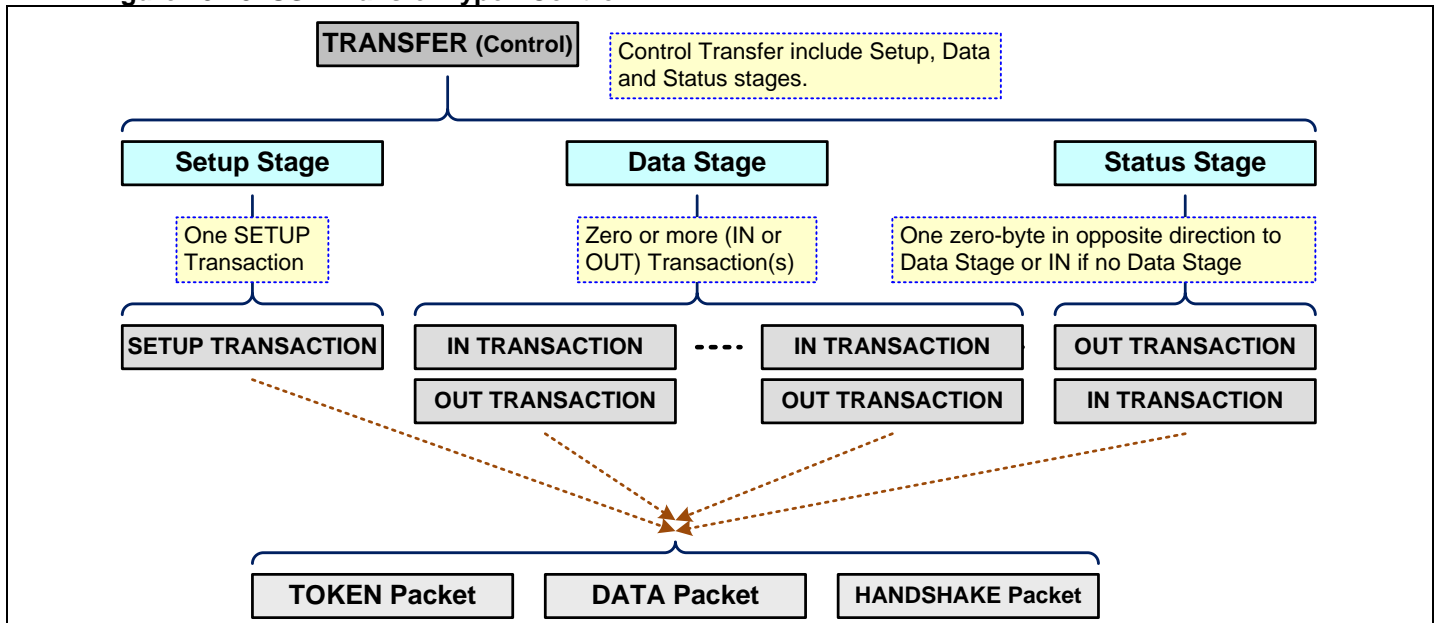 TRANSFER (Control)
Control Transfer include Setup, Data
and Status stages.
Setup Stage
Data Stage
Status Stage
One SETUP
Transaction
Zero or more (IN or
OUT) Transaction(s)
One zero-byte in opposite direction to
Data Stage or IN if no Data Stage
SETUP TRANSACTION
IN TRANSACTION
IN TRANSACTION
OUT TRANSACTION
OUT TRANSACTION
OUT TRANSACTION
IN TRANSACTION
TOKEN Packet
DATA Packet
HANDSHAKE Packet